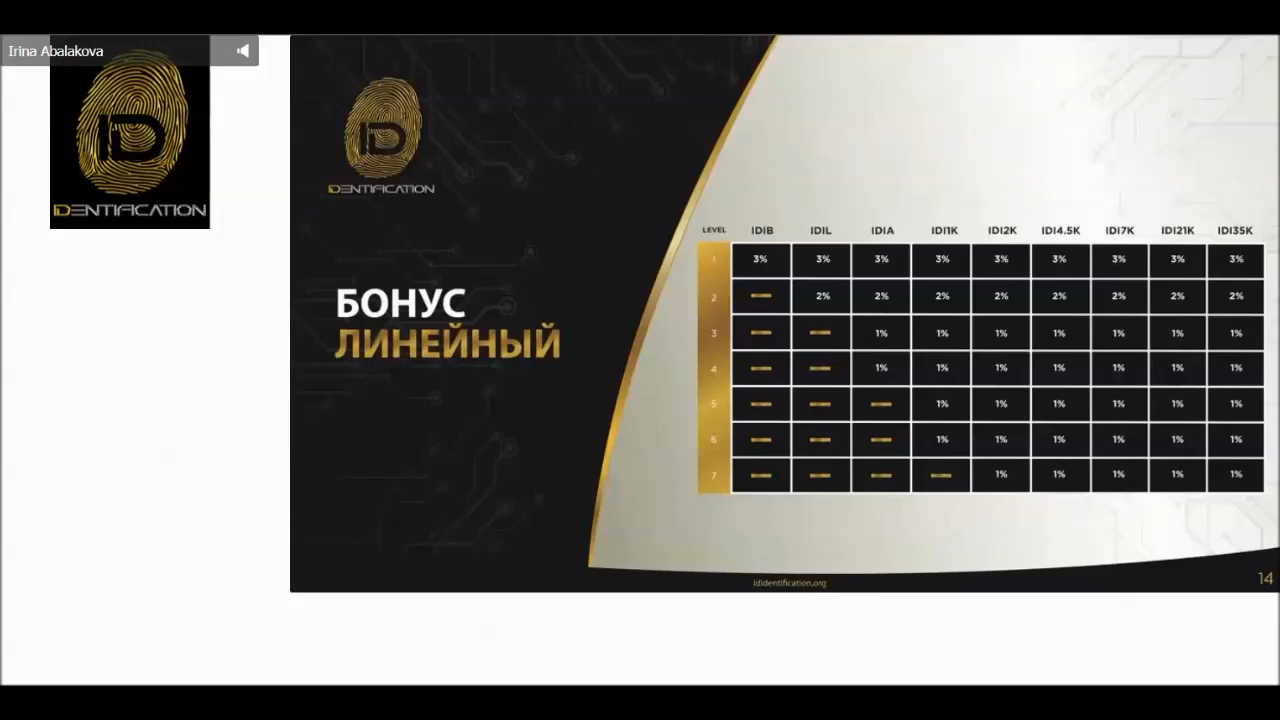 Irina Abalakova
ID
IDENTIFICATION
ID
IDENTIFICATION
БОНУС
ЛИНЕЙНЫЙ
LEVEL IDIB IDIL IDIA IDI1K IDI2K IDI4.5K IDI7K IDI21K IDI35K
1 3% 3% 3% 3% 3% 3% 3% 3% 3%
2 — 2% 2% 2% 2% 2% 2% 2% 2%
3 — — 1% 1% 1% 1% 1% 1% 1%
4 — — 1% 1% 1% 1% 1% 1% 1%
5 — — — 1% 1% 1% 1% 1% 1%
6 — — — 1% 1% 1% 1% 1% 1%
7 — — — — 1% 1% 1% 1% 1%
ididentification.org
14